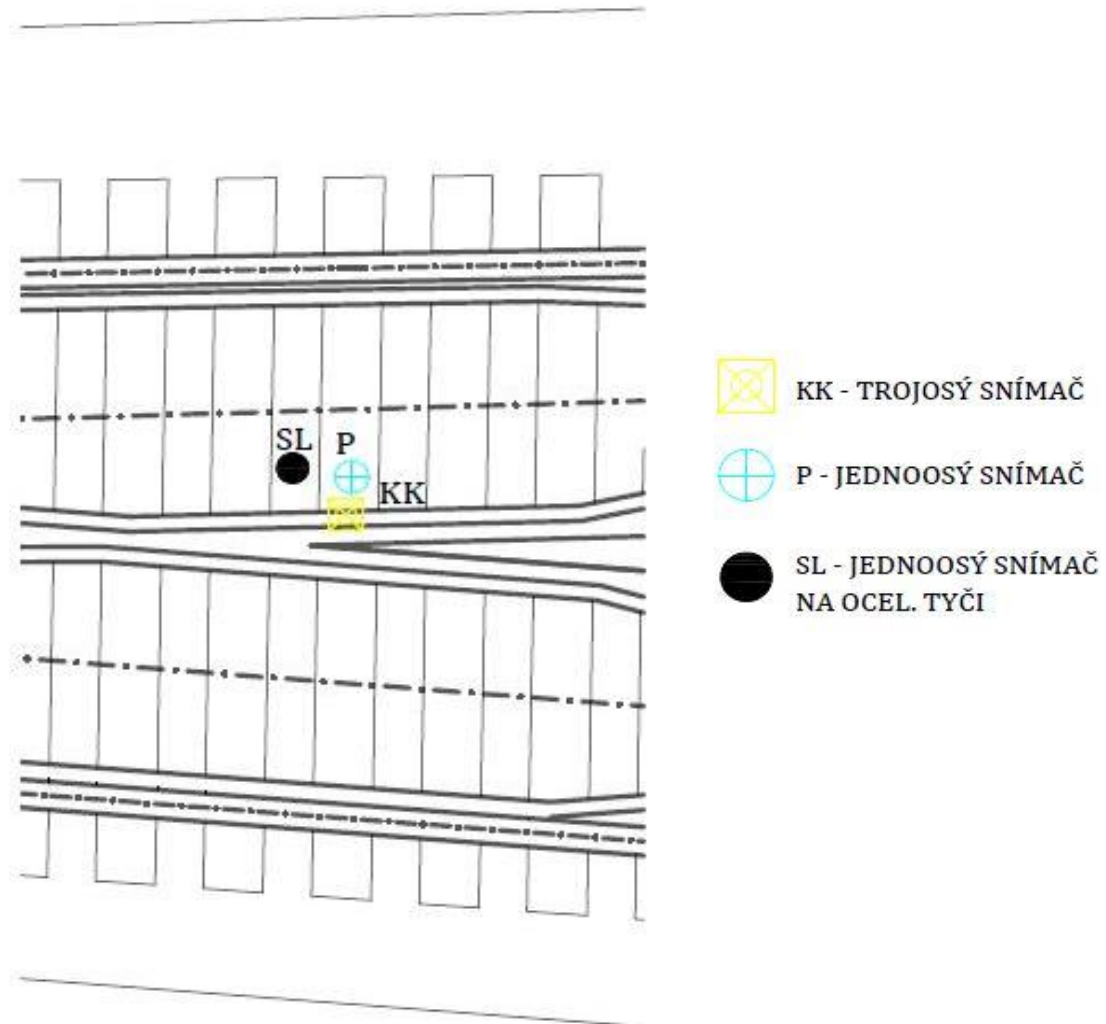 SL P
KK
KK - TROJOSÝ SNÍMAČ
P - JEDNOOSÝ SNÍMAČ
SL - JEDNOOSÝ SNÍMAČ
NA OCEL. TYČI